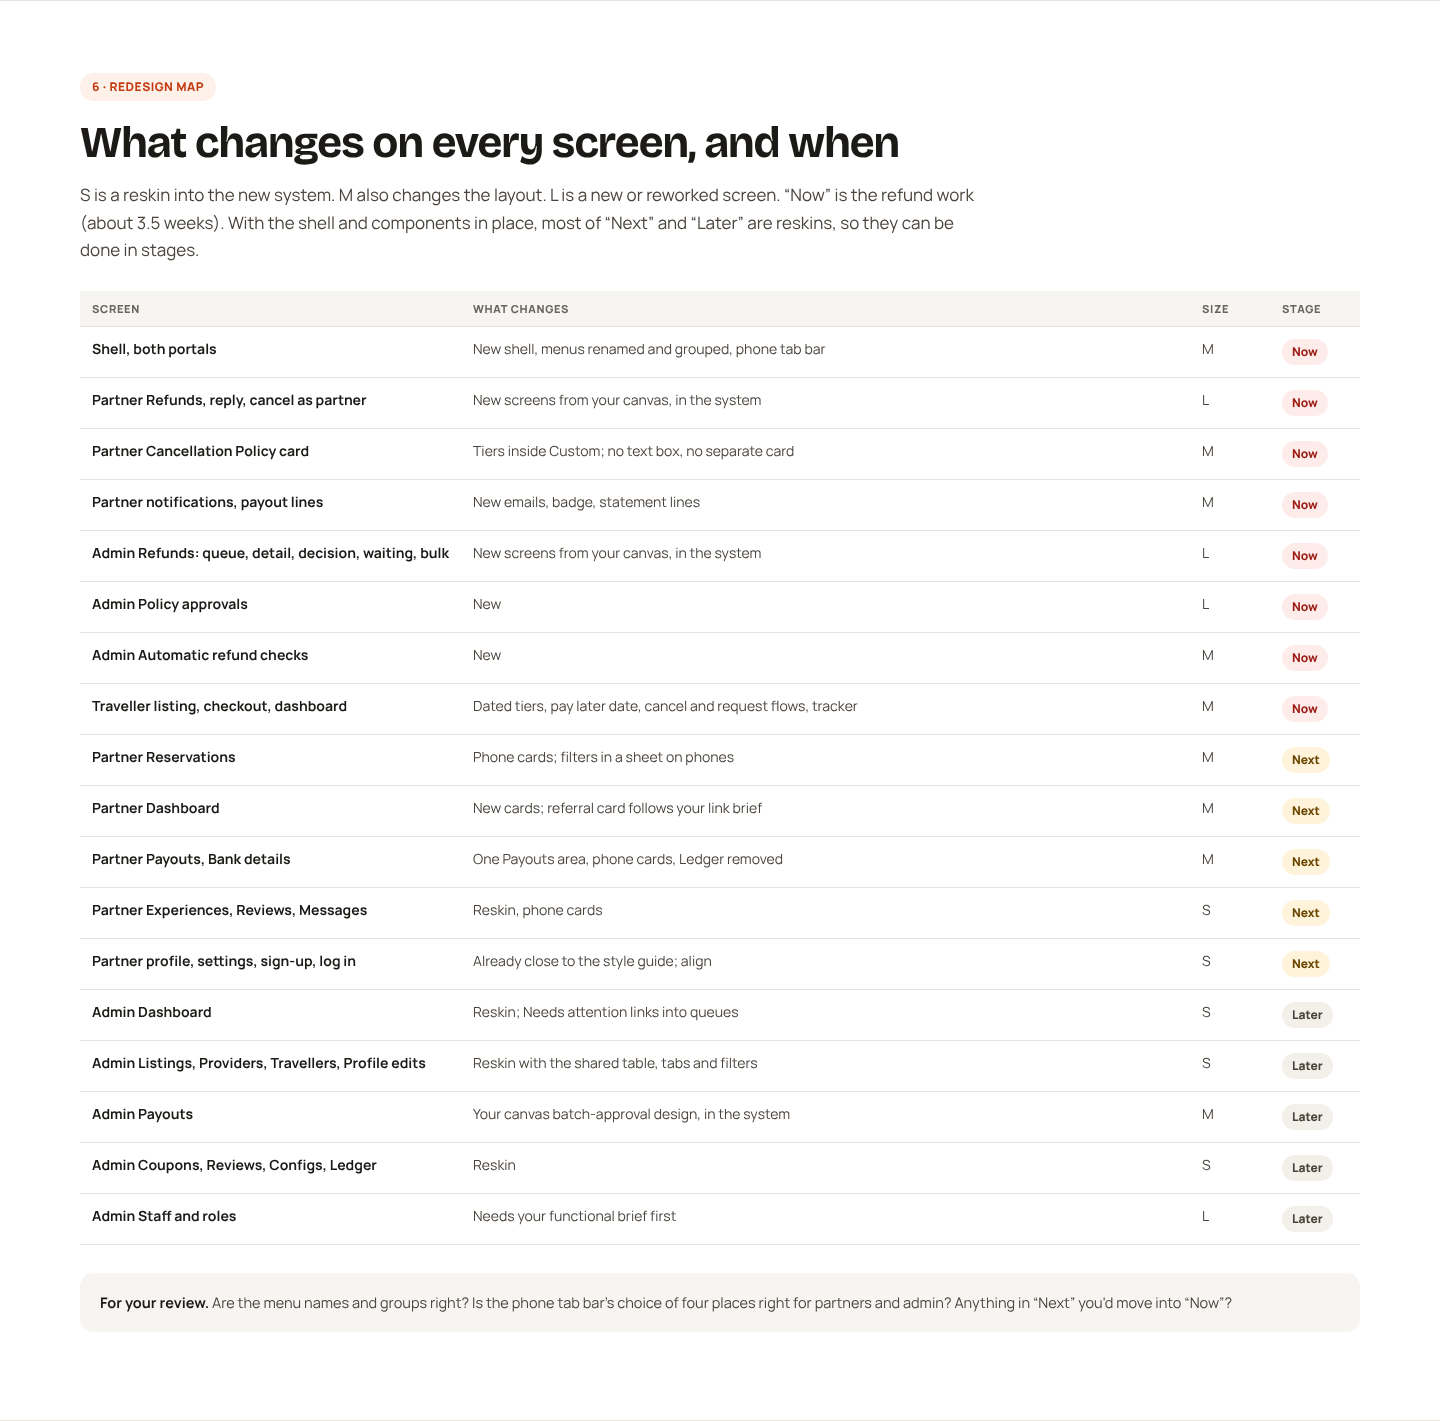 6 · REDESIGN MAP
What changes on every screen, and when
S is a reskin into the new system. M also changes the layout. L is a new or reworked screen. “Now” is the refund work
(about 3.5 weeks). With the shell and components in place, most of “Next” and “Later” are reskins, so they can be
done in stages.
SCREEN WHAT CHANGES SIZE STAGE
Shell, both portals New shell, menus renamed and grouped, phone tab bar M Now
Partner Refunds, reply, cancel as partner New screens from your canvas, in the system L Now
Partner Cancellation Policy card Tiers inside Custom; no text box, no separate card M Now
Partner notifications, payout lines New emails, badge, statement lines M Now
Admin Refunds: queue, detail, decision, waiting, bulk New screens from your canvas, in the system L Now
Admin Policy approvals New L Now
Admin Automatic refund checks New M Now
Traveller listing, checkout, dashboard Dated tiers, pay later date, cancel and request flows, tracker M Now
Partner Reservations Phone cards; filters in a sheet on phones M Next
Partner Dashboard New cards; referral card follows your link brief M Next
Partner Payouts, Bank details One Payouts area, phone cards, Ledger removed M Next
Partner Experiences, Reviews, Messages Reskin, phone cards S Next
Partner profile, settings, sign-up, log in Already close to the style guide; align S Next
Admin Dashboard Reskin; Needs attention links into queues S Later
Admin Listings, Providers, Travellers, Profile edits Reskin with the shared table, tabs and filters S Later
Admin Payouts Your canvas batch-approval design, in the system M Later
Admin Coupons, Reviews, Configs, Ledger Reskin S Later
Admin Staff and roles Needs your functional brief first L Later
For your review. Are the menu names and groups right? Is the phone tab bar’s choice of four places right for partners and admin? Anything in “Next” you’d move into “Now”?